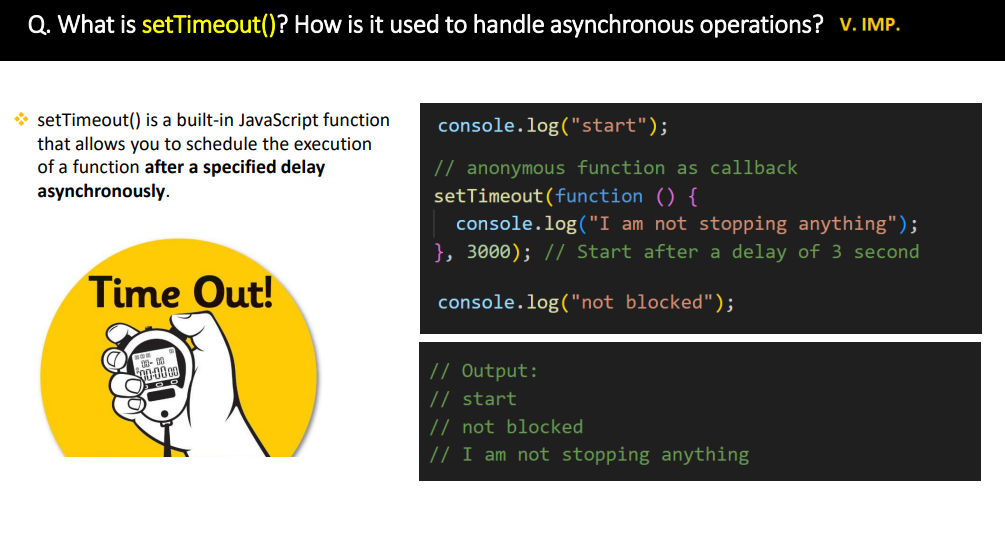 Q. What is setTimeout()? How is it used to handle asynchronous operations? V. IMP.
setTimeout() is a built-in JavaScript function
that allows you to schedule the execution
of a function after a specified delay
asynchronously.
Time Out!
console.log("start");
// anonymous function as callback
setTimeout(function () {
console.log("I am not stopping anything");
}, 3000); // Start after a delay of 3 second
console.log("not blocked");
// Output:
// start
// not blocked
// I am not stopping anything